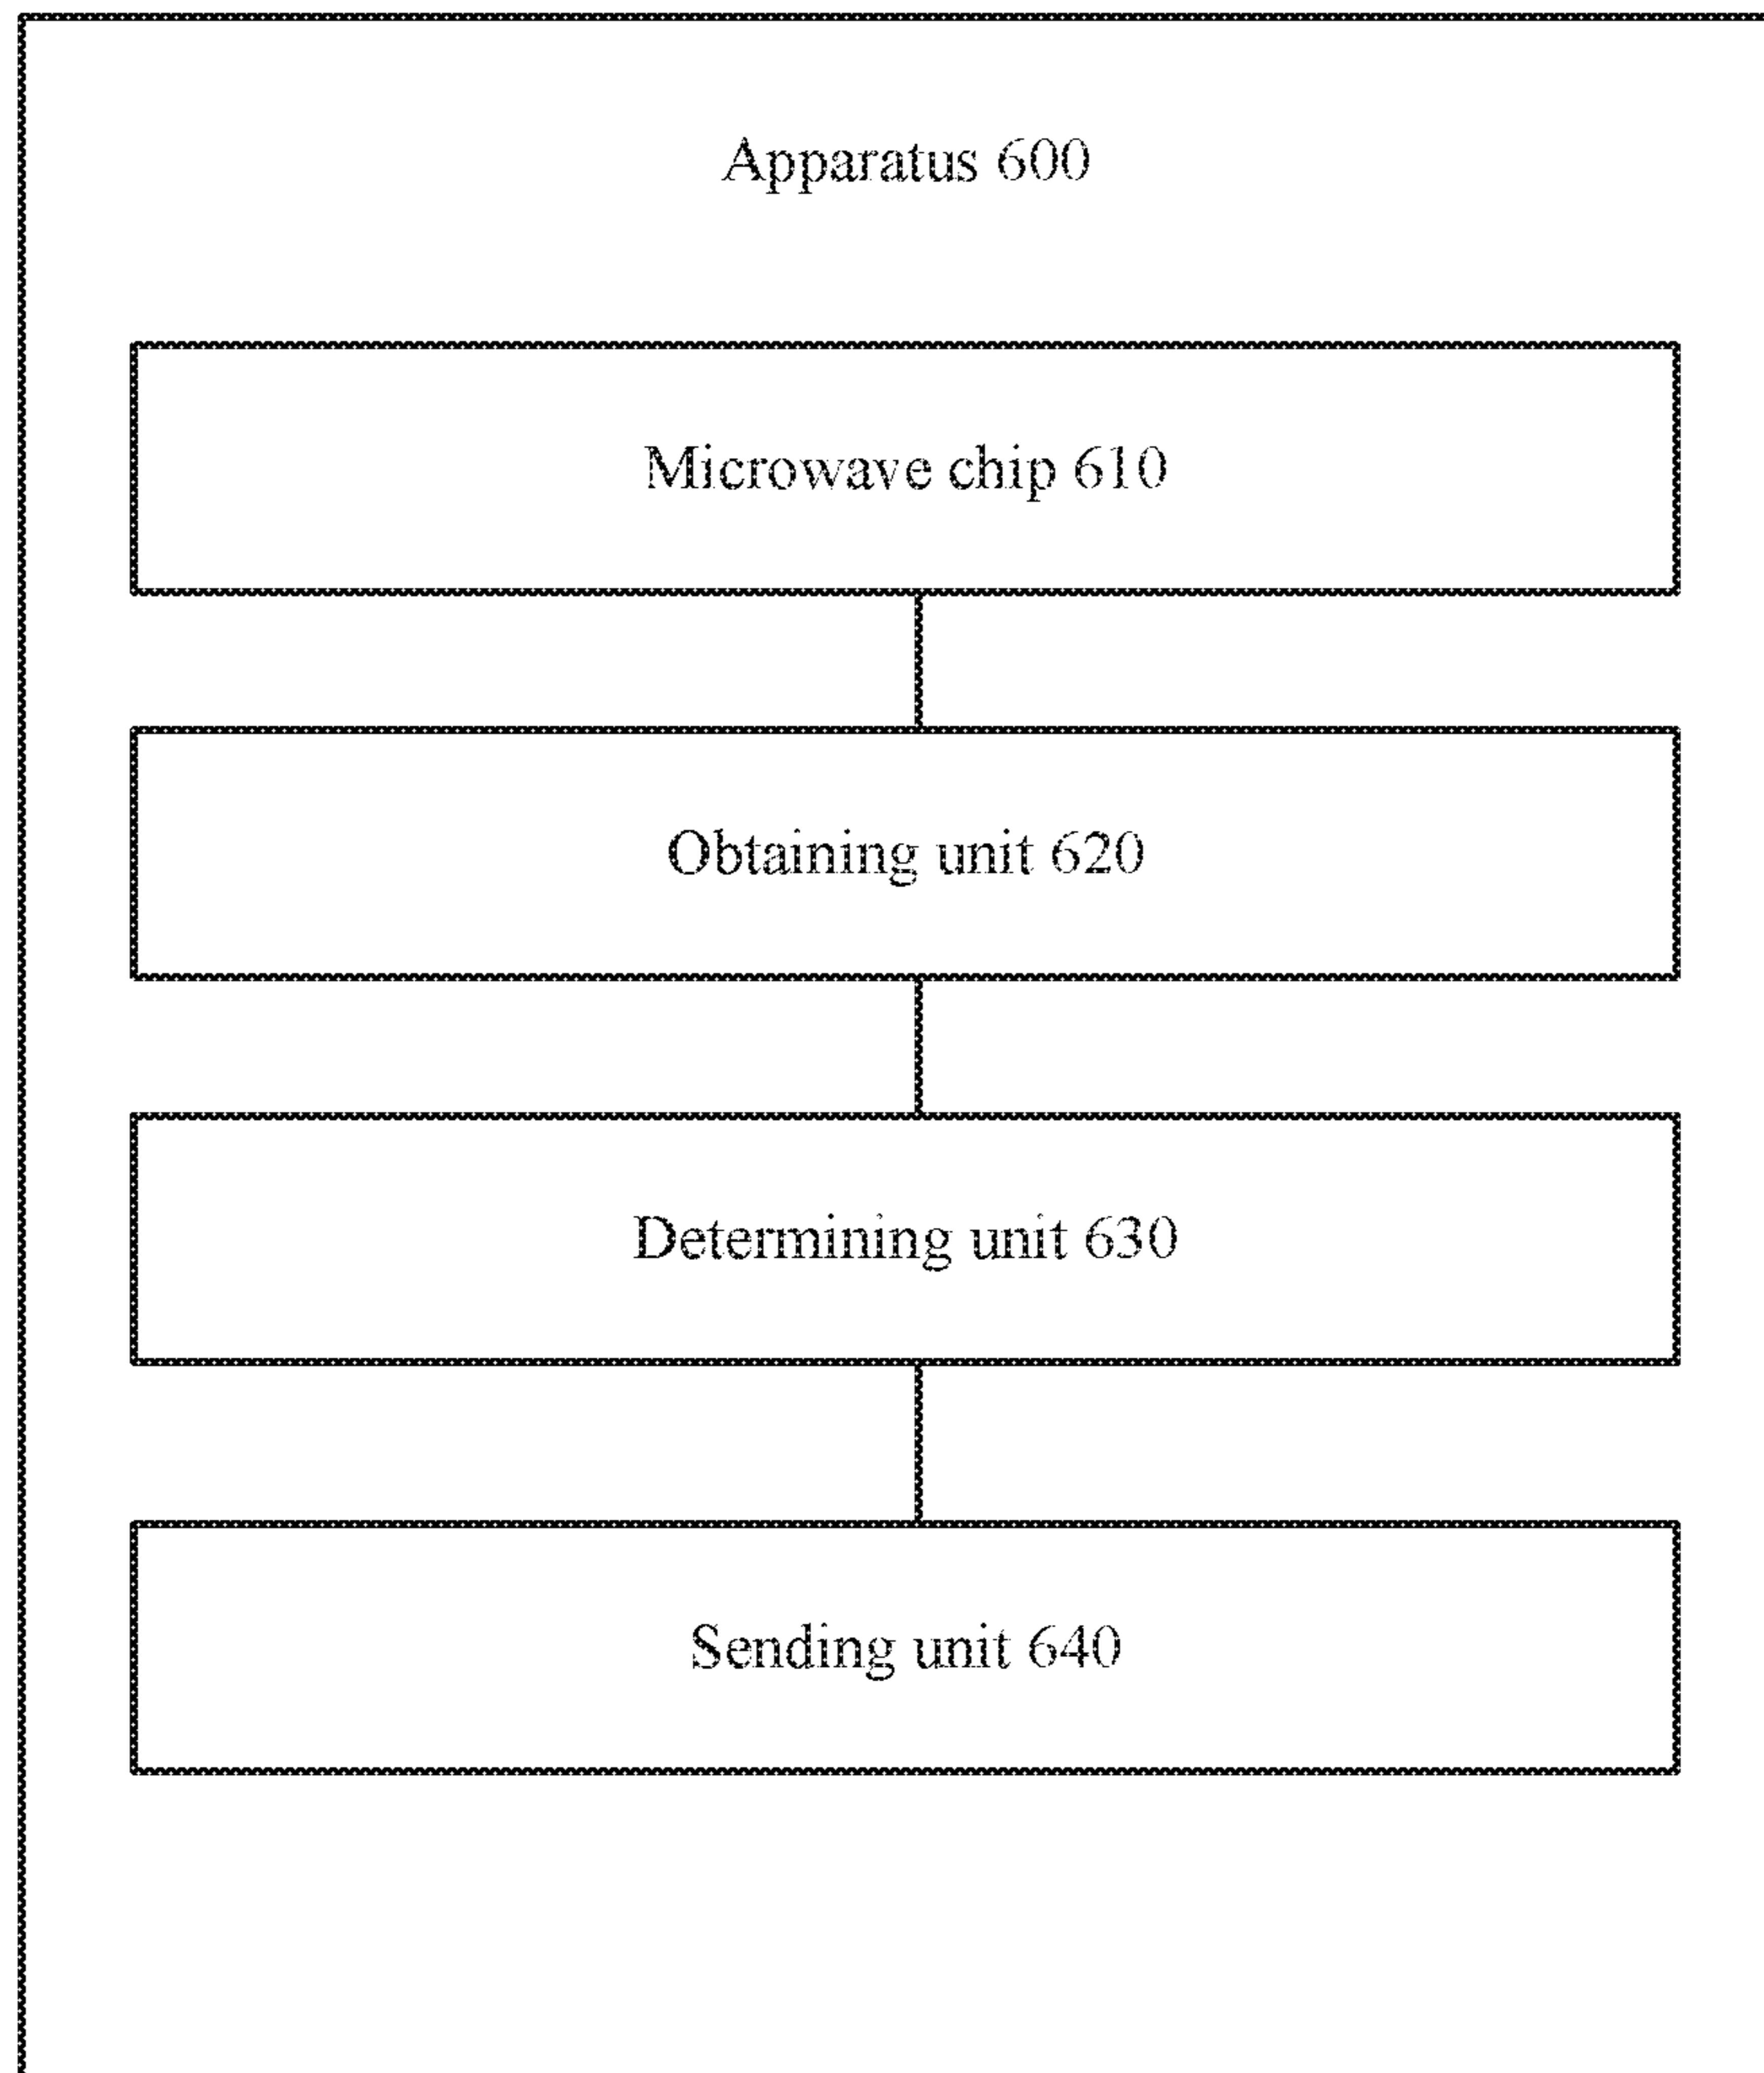 Apparatus 600
Microwave chip 610
Obtaining unit 620
Determining unit 630
Sending unit 640